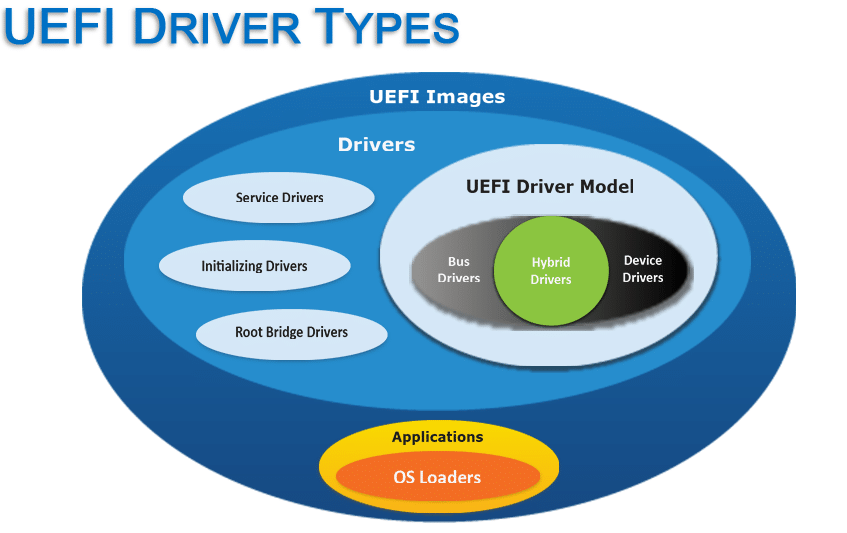 UEFI DRIVER TYPES
UEFI Images
Drivers
UEFI Driver Model
Service Drivers
Initializing Drivers
Root Bridge Drivers
Bus
Drivers
Hybrid
Drivers
Device
Drivers
Applications
OS Loaders